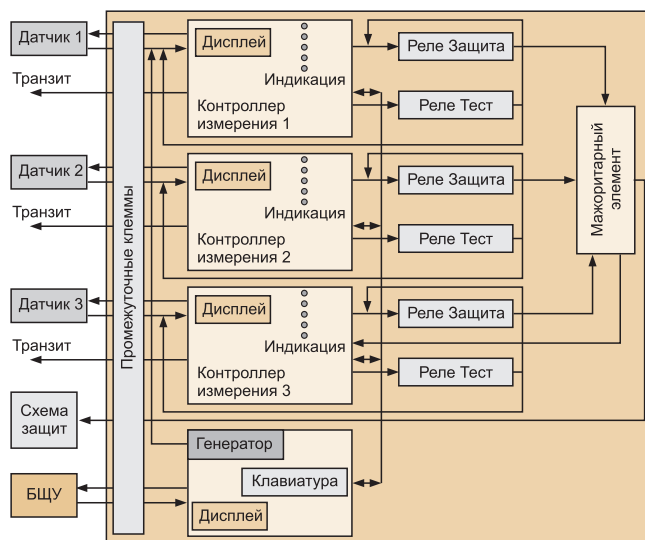 Датчик 1
Транзит
Датчик 2
Транзит
Датчик 3
Транзит
Схема
защит
БЩУ
Промежуточные клеммы
Дисплей
Индикация
Контроллер
измерения 1
Реле Защита
Реле Тест
Дисплей
Индикация
Контроллер
измерения 2
Реле Защита
Реле Тест
Дисплей
Индикация
Контроллер
измерения 3
Реле Защита
Реле Тест
Мажоритарный
элемент
Генератор
Клавиатура
Дисплей